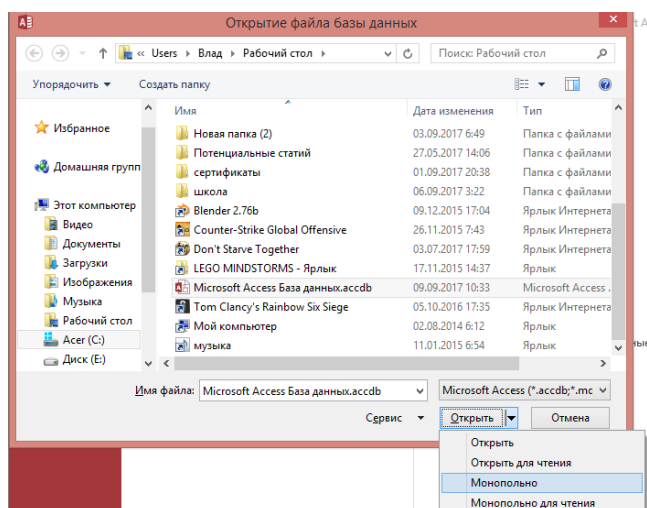 Открытие файла базы данных
« Users Влад Рабочий стол
Поиск: Рабочий стол
Упорядочить
Создать папку
Избранное
Домашняя групп
Этот компьютер
Видео
Документы
Загрузки
Изображения
Музыка
Рабочий стол
Acer (C:)
Диск (E:)
Имя Дата изменения Тип
Новая папка (2) 03.09.2017 6:49 Папка с файлами
Потенциальные статий 27.05.2017 14:06 Папка с файлами
сертификаты 01.09.2017 20:38 Папка с файлами
школа 06.09.2017 3:22 Папка с файлами
Blender 2.76b 09.12.2015 17:04 Ярлык Интернета
Counter-Strike Global Offensive 26.11.2015 7:43 Ярлык Интернета
Don't Starve Together 03.07.2017 17:59 Ярлык Интернета
LEGO MINDSTORMS - Ярлык 17.11.2015 14:37 Ярлык
Microsoft Access База данных.accdb 09.09.2017 10:33 Microsoft Access .
Tom Clancy's Rainbow Six Siege 05.10.2016 17:35 Ярлык Интернета
Мой компьютер 02.08.2014 6:12 Ярлык
музыка 11.01.2015 6:54 Ярлык
Имя файла: Microsoft Access База данных.accdb
Microsoft Access (*.accdb;*.mc
Сервис
Открыть
Отмена
Открыть
Открыть для чтения
Монопольно
Монопольно для чтения